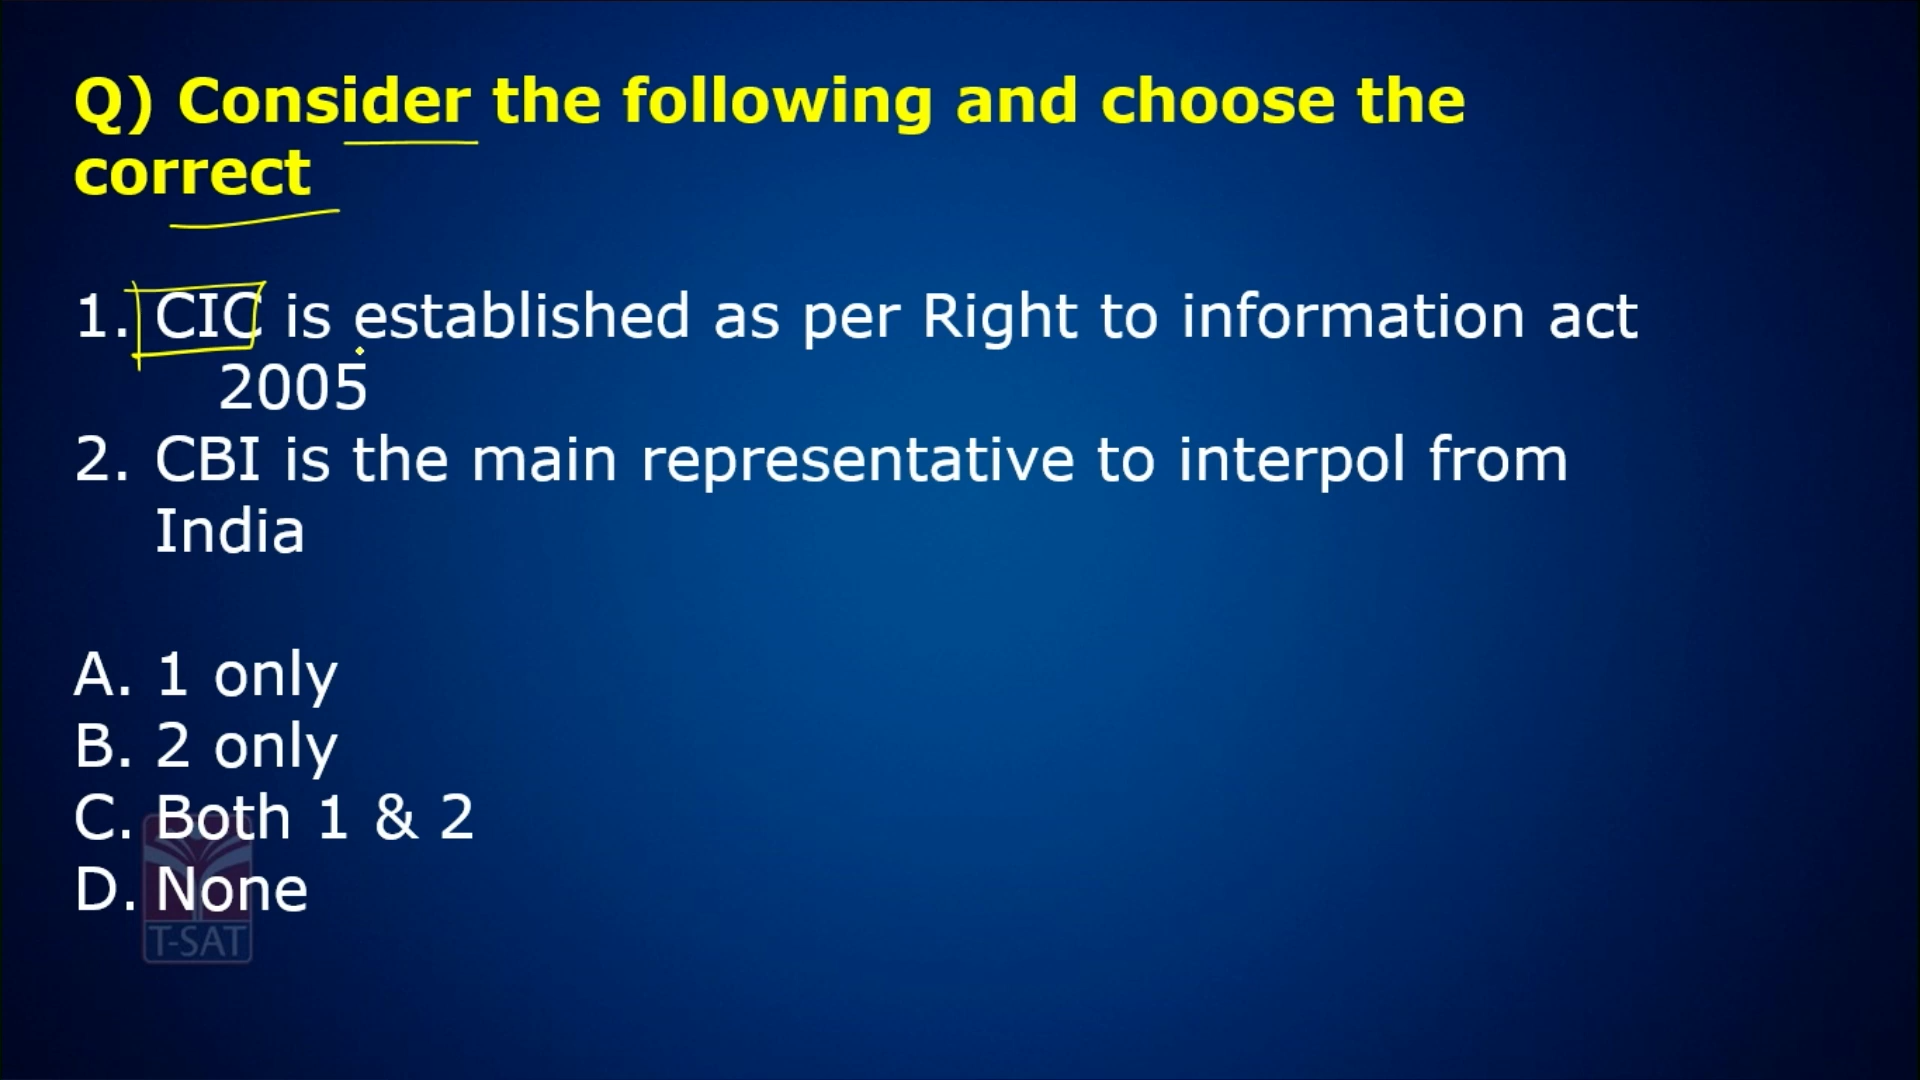 Q) Consider the following and choose the
correct
1. CIC is established as per Right to information act
2005
2. CBI is the main representative to interpol from
India
A. 1 only
B. 2 only
C. Both 1 & 2
D. None
T-SAT